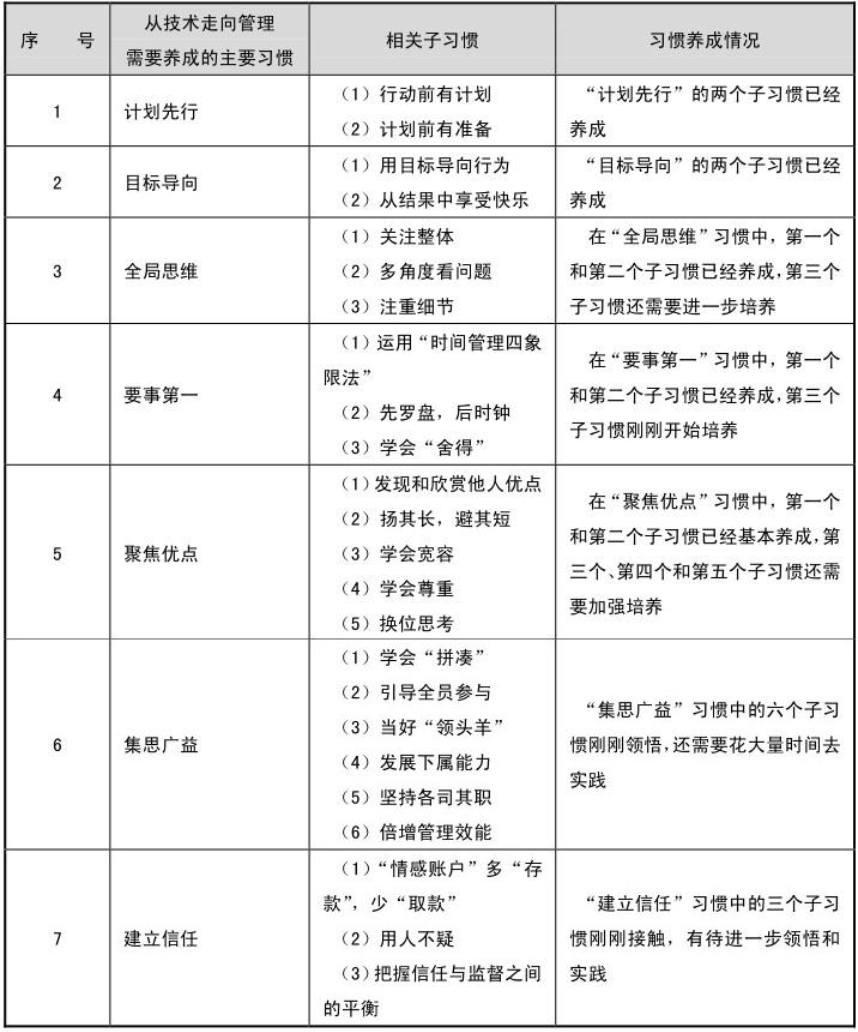 序 号
从技术走向管理
需要养成的主要习惯
相关子习惯
习惯养成情况
1
计划先行
（1）行动前有计划
（2）计划前有准备
“计划先行”的两个子习惯已经
养成
2
目标导向
（1）用目标导向行为
（2）从结果中享受快乐
“目标导向”的两个子习惯已经
养成
3
全局思维
（1）关注整体
（2）多角度看问题
（3）注重细节
在“全局思维”习惯中，第一个
和第二个子习惯已经养成，第三个
子习惯还需要进一步培养
4
要事第一
（1）运用“时间管理四象
限法”
（2）先罗盘，后时钟
（3）学会“舍得”
在“要事第一”习惯中，第一个
和第二个子习惯已经养成，第三个
子习惯刚刚开始培养
5
聚焦优点
（1）发现和欣赏他人优点
（2）扬其长，避其短
（3）学会宽容
（4）学会尊重
（5）换位思考
在“聚焦优点”习惯中，第一个
和第二个子习惯已经基本养成，第
三个、第四个和第五个子习惯还需
要加强培养
6
集思广益
（1）学会“拼凑”
（2）引导全员参与
（3）当好“领头羊”
（4）发展下属能力
（5）坚持各司其职
（6）倍增管理效能
“集思广益”习惯中的六个子习
惯刚刚领悟，还需要花大量时间去
实践
7
建立信任
（1）“情感账户”多“存
款”，少“取款”
（2）用人不疑
（3）把握信任与监督之间
的平衡
“建立信任”习惯中的三个子习
惯刚刚接触，有待进一步领悟和
实践